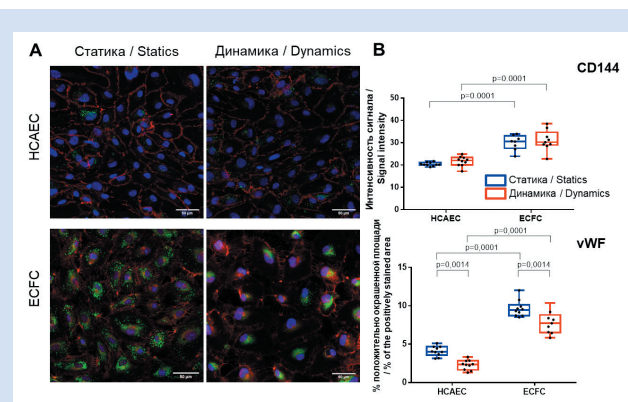 A
Статика / Statics
Динамика / Dynamics
HCAEC
ECFC
50 μm
B
CD144
p=0.0001
p=0.0001
Интенсивность сигнала /
Signal intensity
50
40
30
20
10
0
Статика / Statics
Динамика / Dynamics
HCAEC
ECFC
vWF
p=0,0001
p=0,0001
p=0,0014
p=0,0014
% положительно окрашенной площади
/ % of the positively stained area
15
10
5
0
HCAEC
ECFC